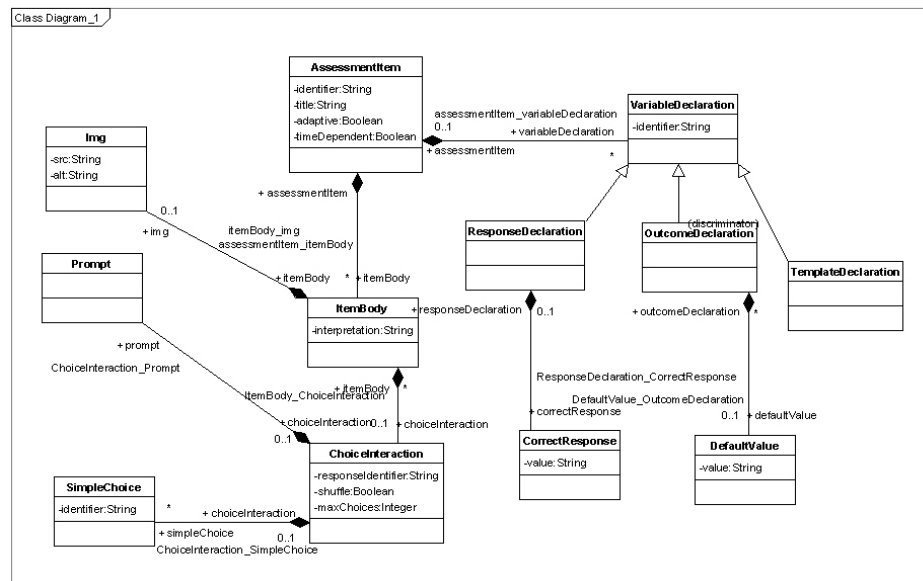 Class Diagram_1
AssessmentItem
-identifier:String
-title:String
-adaptive:Boolean
-timeDependent:Boolean
assessmentItem_variableDeclaration
0..1
+ variableDeclaration
+ assessmentItem
*
VariableDeclaration
-identifier:String
Img
-src:String
-alt:String
+ assessmentItem
0..1
+ img
itemBody_img
assessmentItem_itemBody
+itemBody
* + itemBody
ResponseDeclaration
(discriminator)
OutcomeDeclaration
TemplateDeclaration
Prompt
ItemBody
-interpretation:String
+responseDeclaration
0..1
+ outcomeDeclaration
*
+ prompt
ChoiceInteraction_Prompt
+ itemBody
*
ItemBody_ChoiceInteraction
ResponseDeclaration_CorrectResponse
DefaultValue_OutcomeDeclaration
+ choiceInteraction
0..1
+ choiceInteraction
0..1
+correctResponse
0..1
+ defaultValue
ChoiceInteraction
-responseIdentifier:String
-shuffle:Boolean
-maxChoices:Integer
CorrectResponse
-value:String
DefaultValue
-value:String
SimpleChoice
-identifier:String
*
+ choiceInteraction
+ simpleChoice
0..1
ChoiceInteraction_SimpleChoice